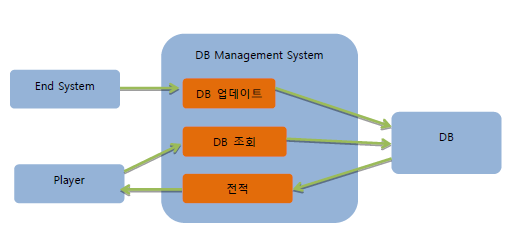 DB Management System
End System
DB 업데이트
DB 조회
DB
Player
전적